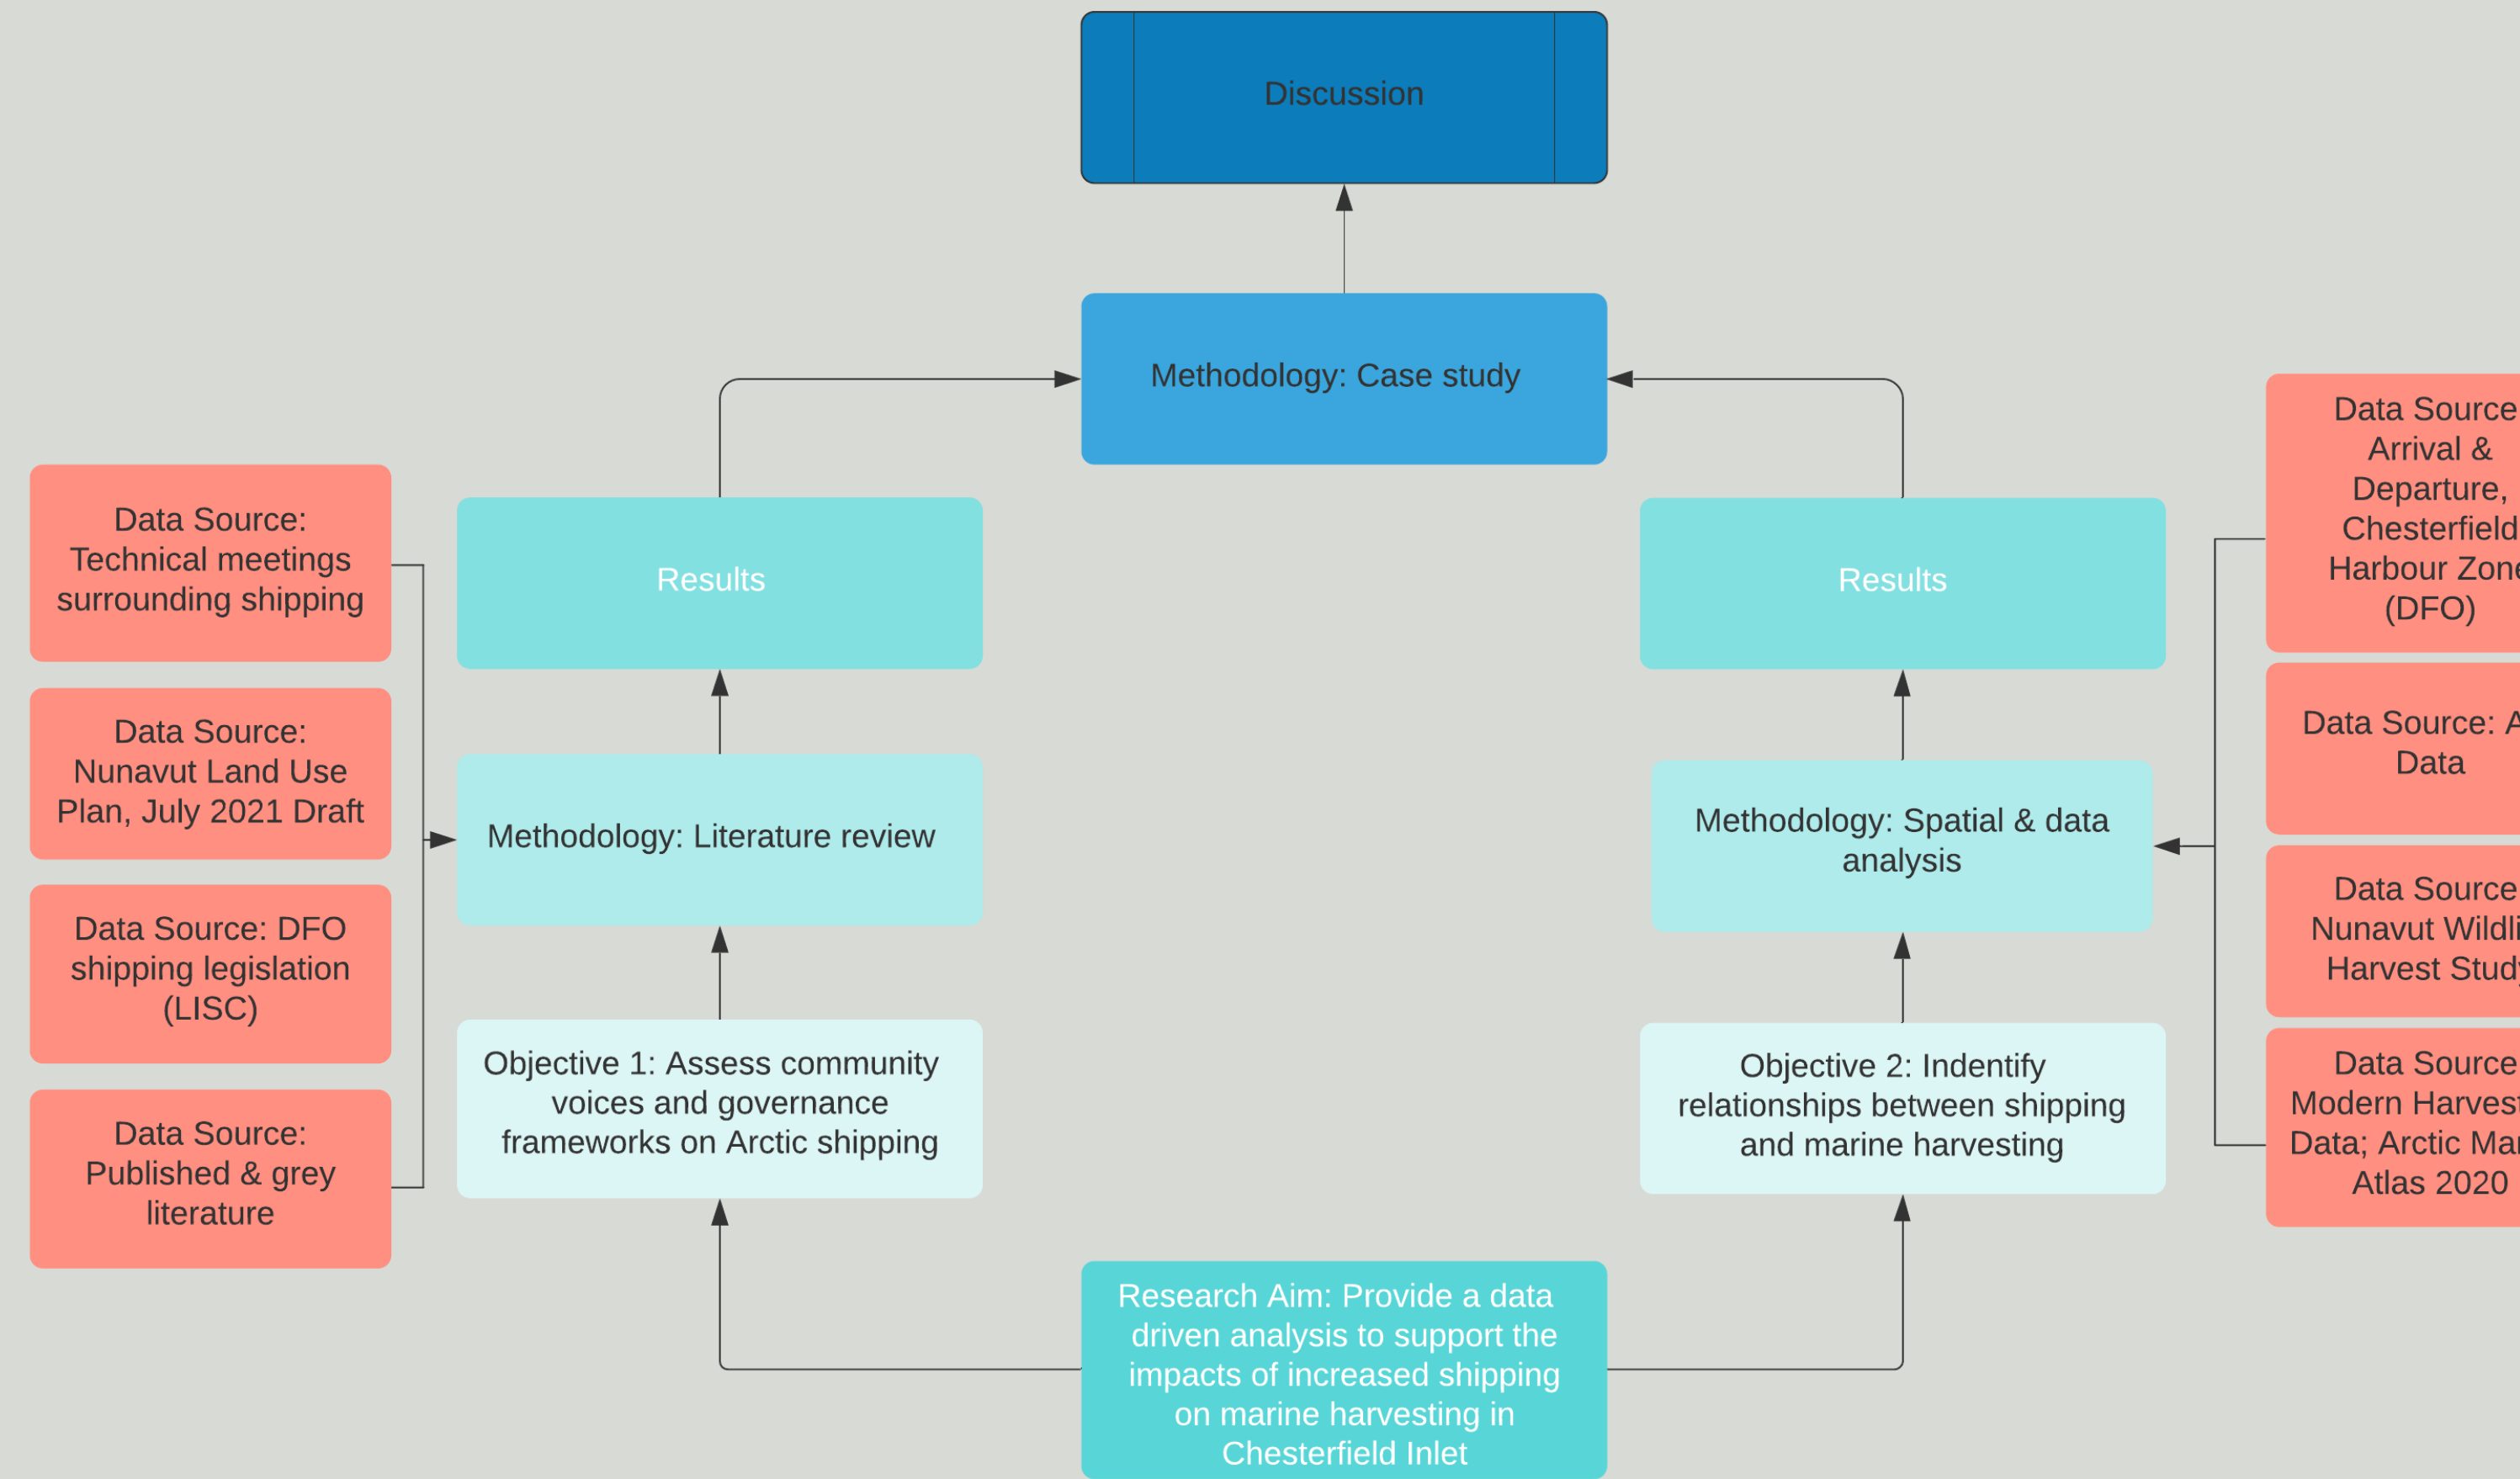 Discussion
Methodology: Case study
Data Source:
Technical meetings
surrounding shipping
Data Source:
Nunavut Land Use
Plan, July 2021 Draft
Data Source: DFO
shipping legislation
(LISC)
Data Source:
Published & grey
literature
Results
Methodology: Literature review
Objective 1: Assess community
voices and governance
frameworks on Arctic shipping
Results
Methodology: Spatial & data
analysis
Objective 2: Indentify
relationships between shipping
and marine harvesting
Data Source
Arrival &
Departure,
Chesterfield
Harbour Zone
(DFO)
Data Source:
Data
Data Source
Nunavut
Harvest Study
Data Source
Modern
Data; Arctic
Atlas 2020
Research Aim: Provide a data
driven analysis to support the
impacts of increased shipping
on marine harvesting in
Chesterfield Inlet